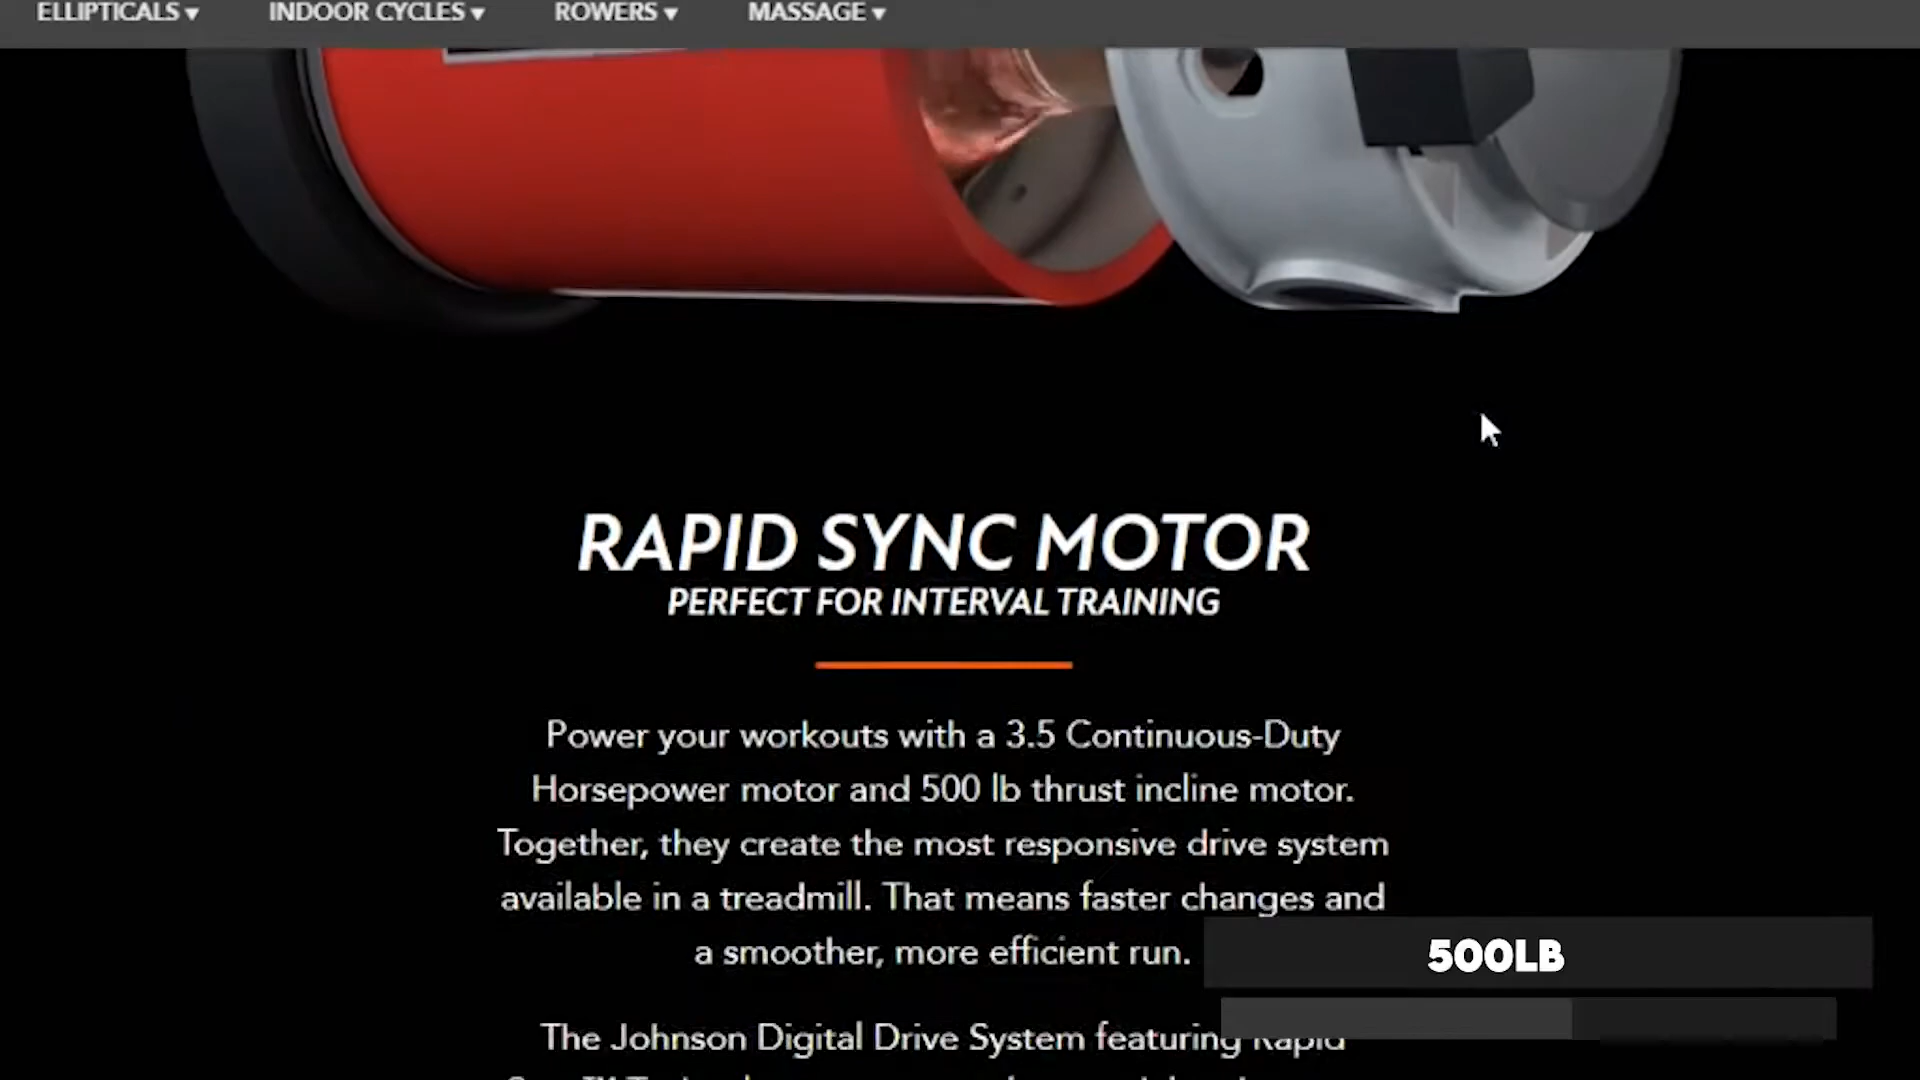 ELLIPTICALS ▾ INDOOR CYCLES ▾ ROWERS ▾ MASSAGE ▾
RAPID SYNC MOTOR
PERFECT FOR INTERVAL TRAINING
Power your workouts with a 3.5 Continuous-Duty
Horsepower motor and 500 lb thrust incline motor.
Together, they create the most responsive drive system
available in a treadmill. That means faster changes and
a smoother, more efficient run.
500LB
The Johnson Digital Drive System featuring Rapid